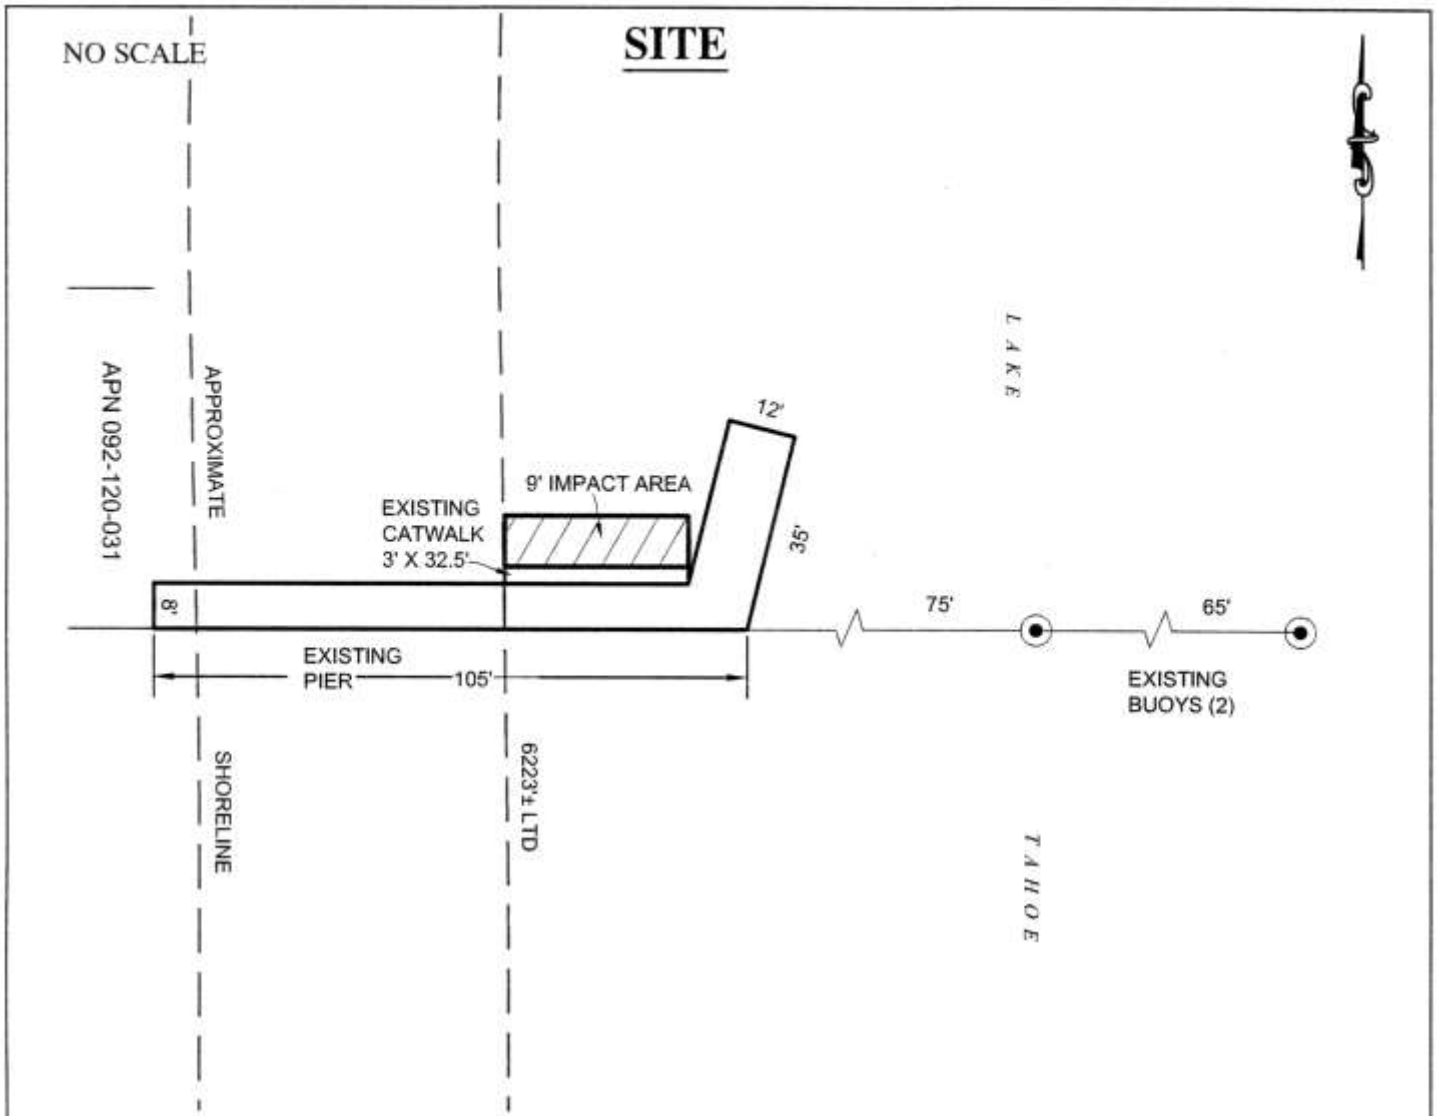 NO SCALE
SITE
LAKE
APN 092-120-031
APPROXIMATE
12'
9' IMPACT AREA
EXISTING
CATWALK
3' X 32.5'
35'
8'
75'
65'
EXISTING
PIER
105'
EXISTING
BUOYS (2)
SHORELINE
6223'± LTD
TAHOE